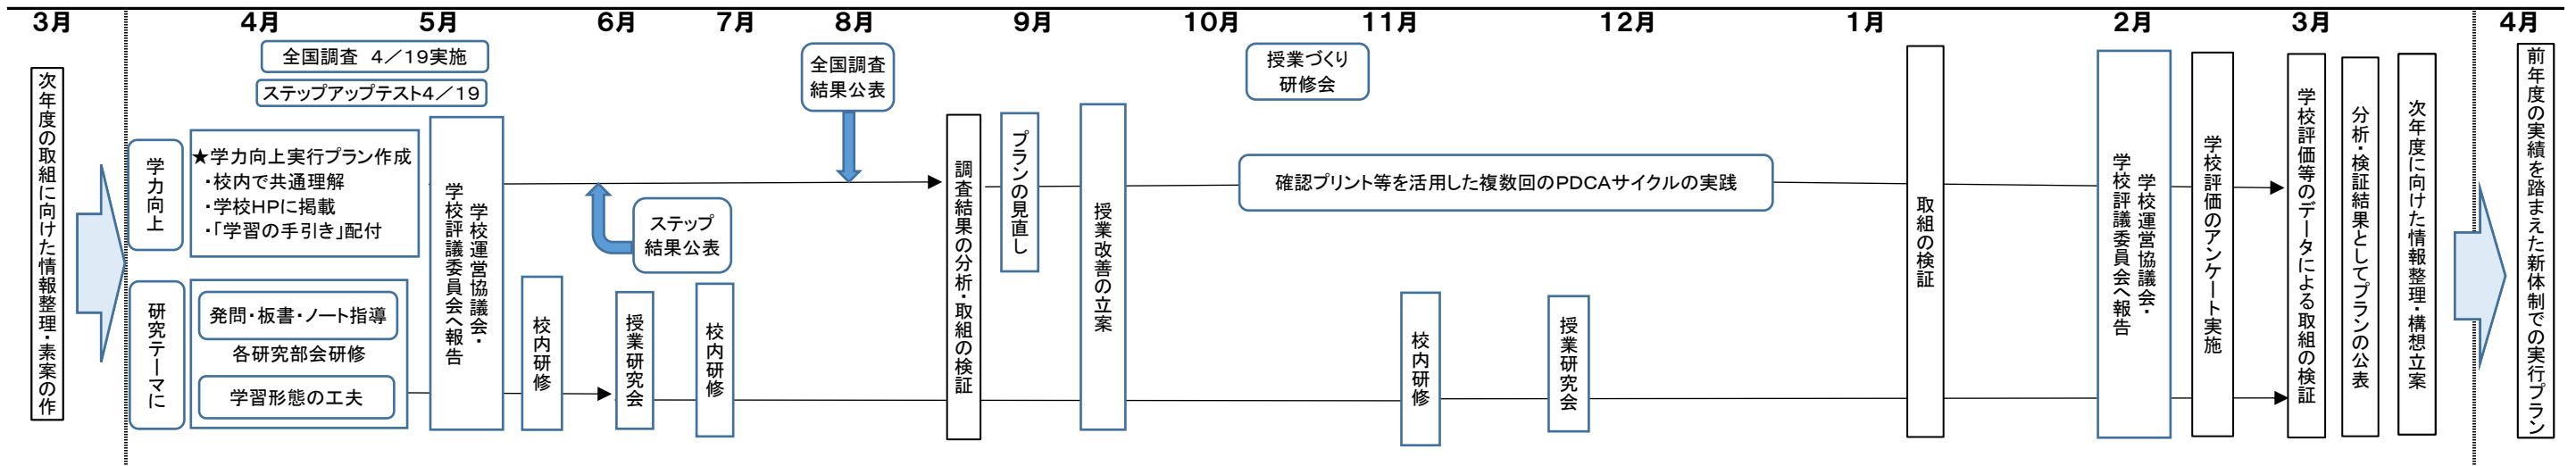 3月
4月
5月
6月
7月
8月
9月
10月
11月
12月
1月
2月
3月
4月
次年度の取組に向けた情報整理・素案の作
全国調査 4/19実施
ステップアップテスト4/19
学力向上
★学力向上実行プラン作成
・校内で共通理解
・学校HPに掲載
・「学習の手引き」配付
研究テーマに
発問・板書・ノート指導
各研究部会研修
学習形態の工夫
学校運営協議会・
学校評議委員会へ報告
校内研修
ステップ
結果公表
授業研究会
校内研修
全国調査
結果公表
調査結果の分析・取組の検証
プランの見直し
授業改善の立案
授業づくり
研修会
確認プリント等を活用した複数回のPDCAサイクルの実践
校内研修
授業研究会
取組の検証
学校運営協議会・
学校評議委員会へ報告
学校評価のアンケート実施
学校評価等のデータによる取組の検証
分析・検証結果としてプランの公表
次年度に向けた情報整理・構想立案
前年度の実績を踏まえた新体制での実行プラン